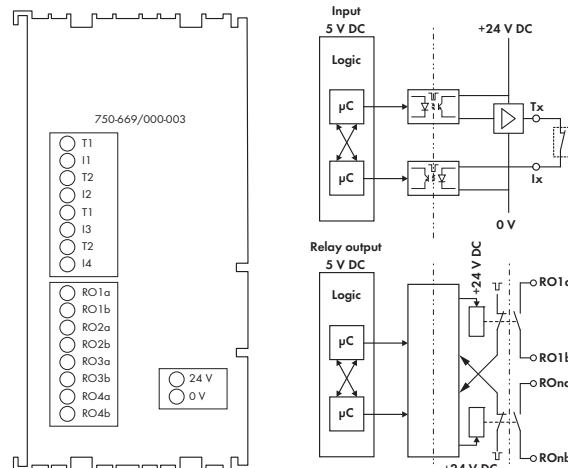 750-669/000-003
T1
I1
T2
I2
T1
I3
T2
I4
RO1a
RO1b
RO2a
RO2b
RO3a
RO3b
RO4a
RO4b
24 V
0 V
Input
5 V DC
+24 V DC
Logic
µC
µC
Tx
Ix
0 V
Relay output
5 V DC
+24 V DC
Logic
µC
µC
RO1a
RO1b
ROna
ROnb
+24 V DC